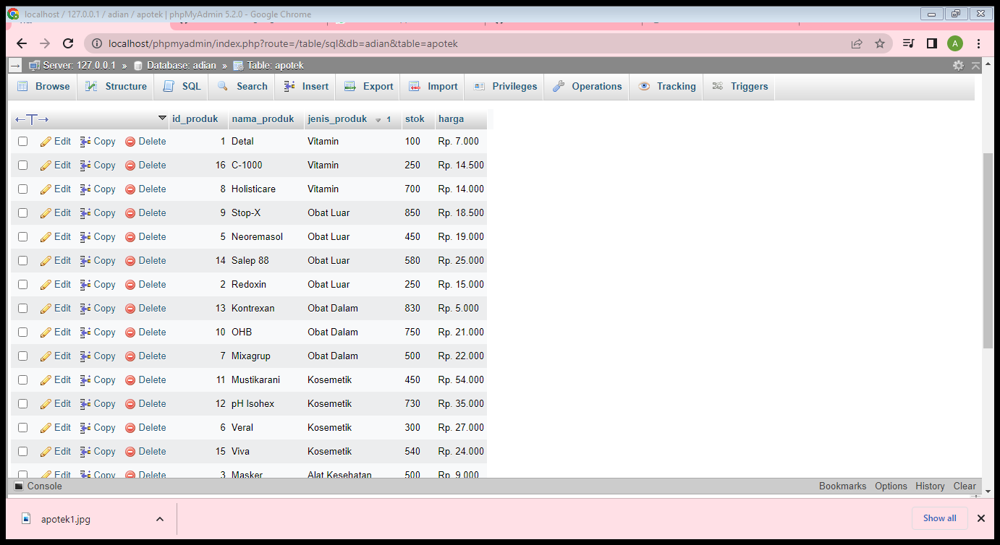 localhost / 127.0.0.1 / adian / apotek | phpMyAdmin 5.2.0 - Google Chrome
localhost/phpmyadmin/index.php?route=/table/sql&db=adian&table=apotek
A
Server: 127.0.0.1 » Database: adian » Table: apotek
Browse Structure SQL Search Insert Export Import Privileges Operations Tracking Triggers
id_produk nama_produk jenis_produk 1 stok harga
Edit Copy Delete 1 Detal Vitamin 100 Rp. 7.000
Edit Copy Delete 16 C-1000 Vitamin 250 Rp. 14.500
Edit Copy Delete 8 Holisticare Vitamin 700 Rp. 14.000
Edit Copy Delete 9 Stop-X Obat Luar 850 Rp. 18.500
Edit Copy Delete 5 Neoremasol Obat Luar 450 Rp. 19.000
Edit Copy Delete 14 Salep 88 Obat Luar 580 Rp. 25.000
Edit Copy Delete 2 Redoxin Obat Luar 250 Rp. 15.000
Edit Copy Delete 13 Kontrexan Obat Dalam 830 Rp. 5.000
Edit Copy Delete 10 OHB Obat Dalam 750 Rp. 21.000
Edit Copy Delete 7 Mixagrup Obat Dalam 500 Rp. 22.000
Edit Copy Delete 11 Mustikarani Kosemetik 450 Rp. 54.000
Edit Copy Delete 12 pH Isohex Kosemetik 730 Rp. 35.000
Edit Copy Delete 6 Veral Kosemetik 300 Rp. 27.000
Edit Copy Delete 15 Viva Kosemetik 540 Rp. 24.000
Edit Copy Delete 3 Masker Alat Kesehatan 500 Rp. 9.000
Console Bookmarks Options History Clear
apotek1.jpg Show all